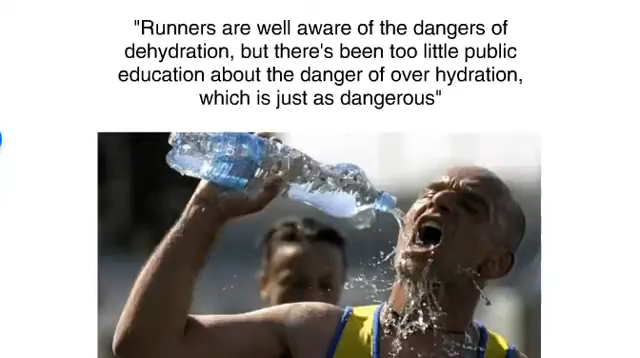 "Runners are well aware of the dangers of
dehydration, but there's been too little public
education about the danger of over hydration,
which is just as dangerous"